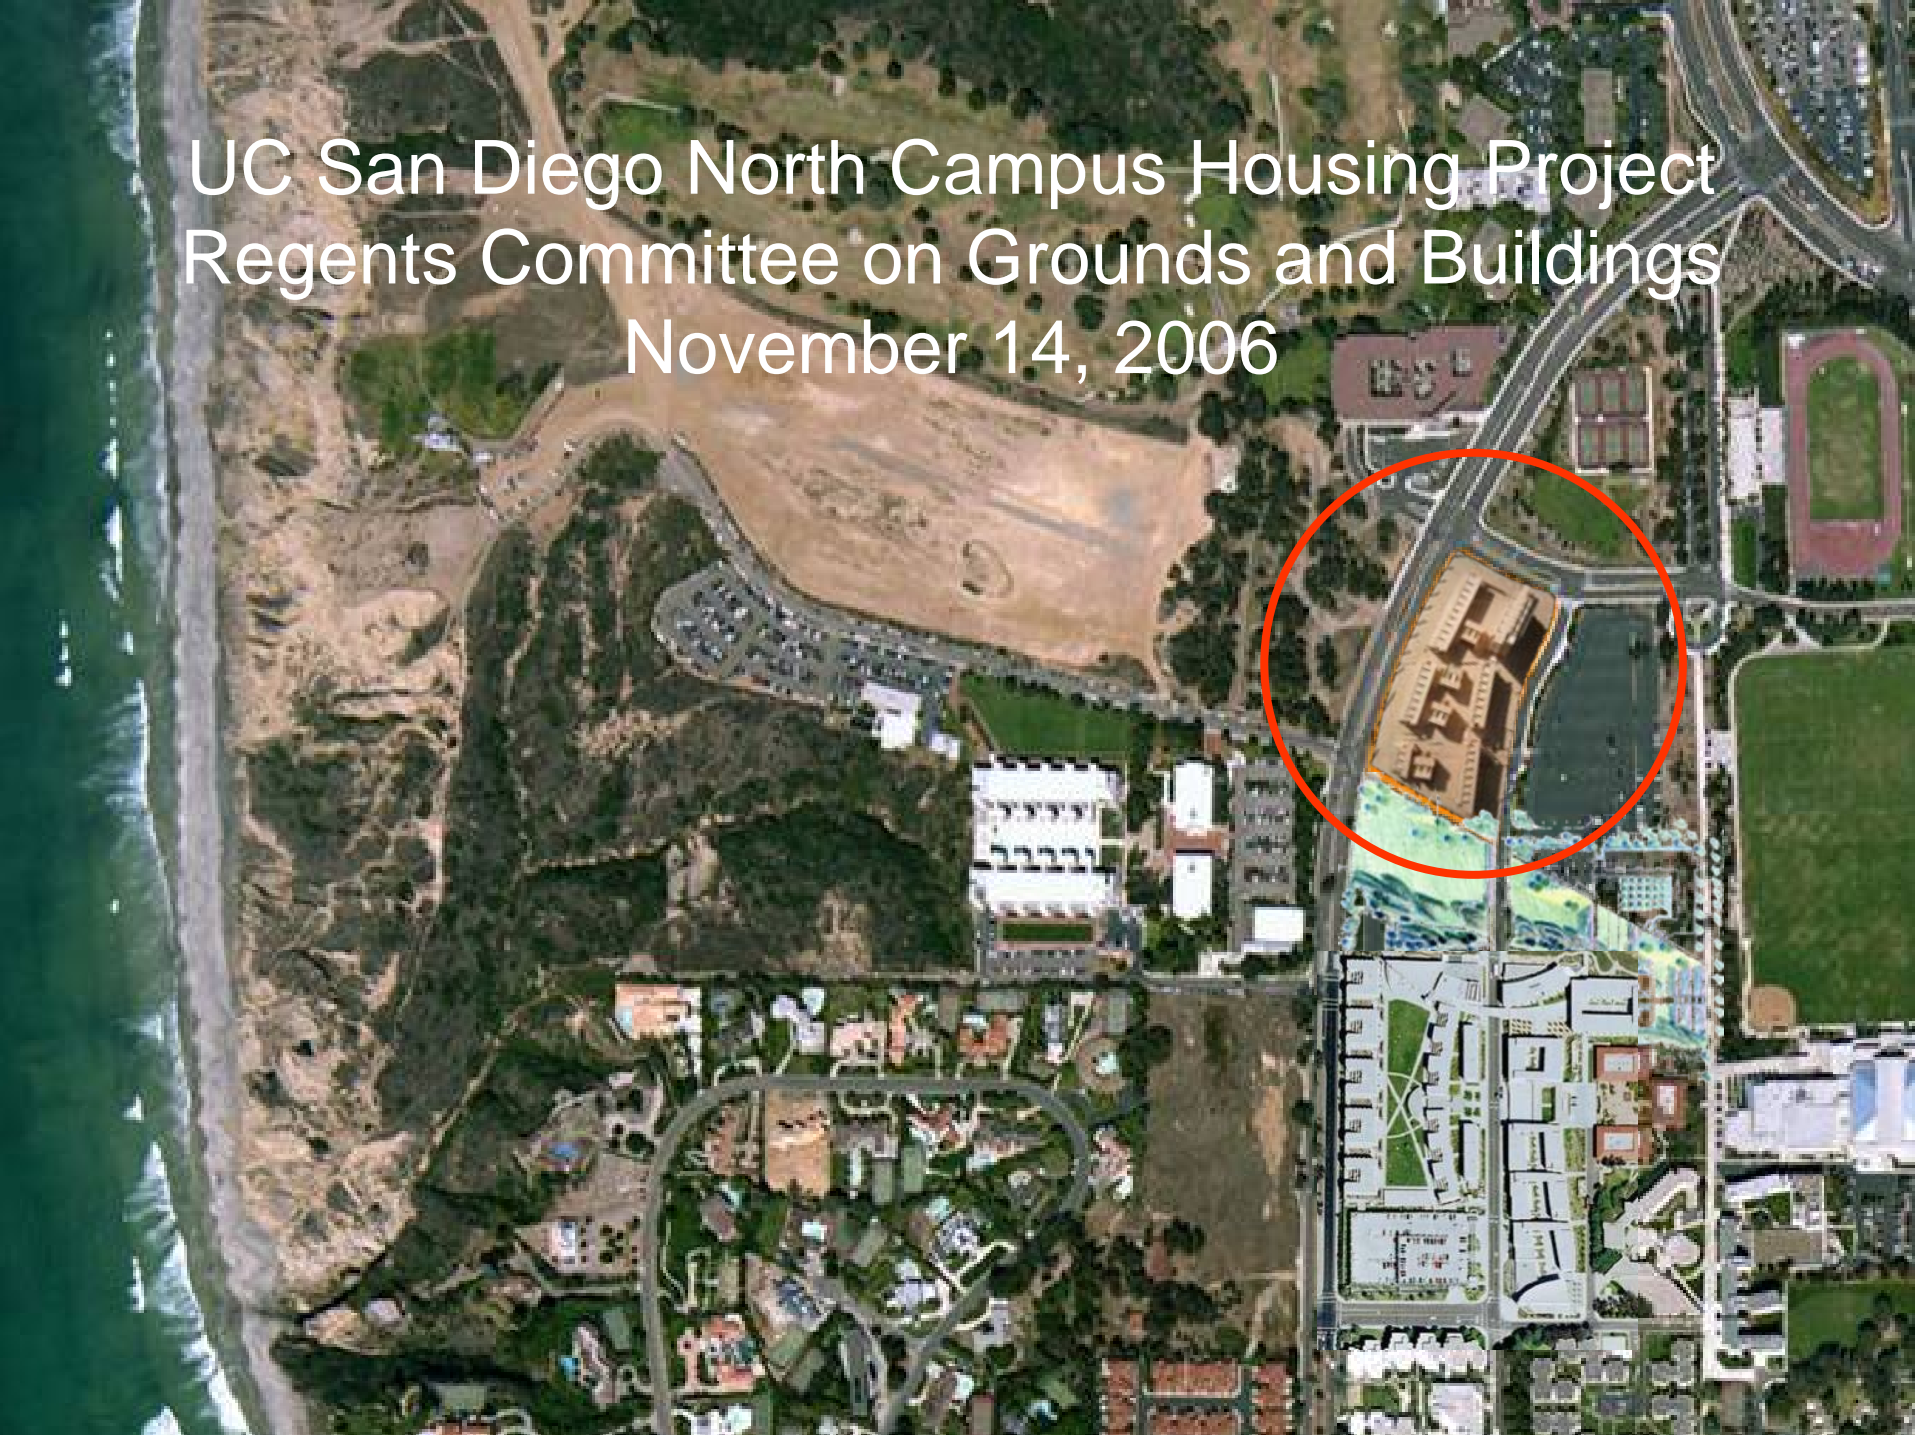 UC San Diego North Campus Housing Project
Regents Committee on Grounds and Buildings
November 14, 2006